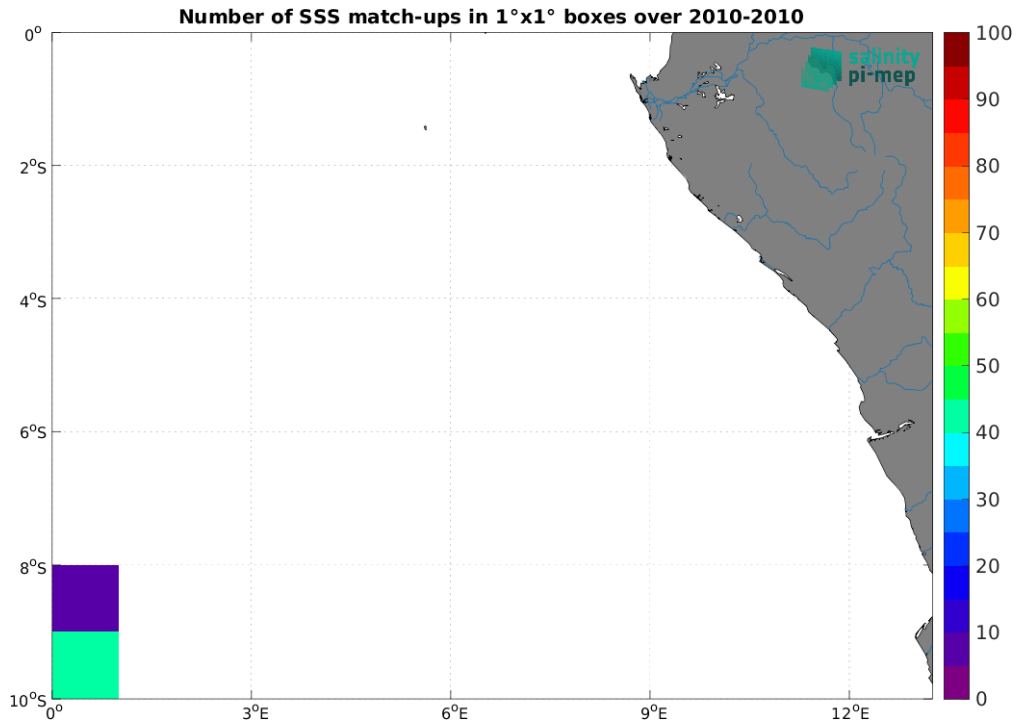 Number of SSS match-ups in 1°x1° boxes over 2010-2010
salinity
pi-mep
0°
2°S
4°S
6°S
8°S
10°S
0°
3°E
6°E
9°E
12°E
100
90
80
70
60
50
40
30
20
10
0